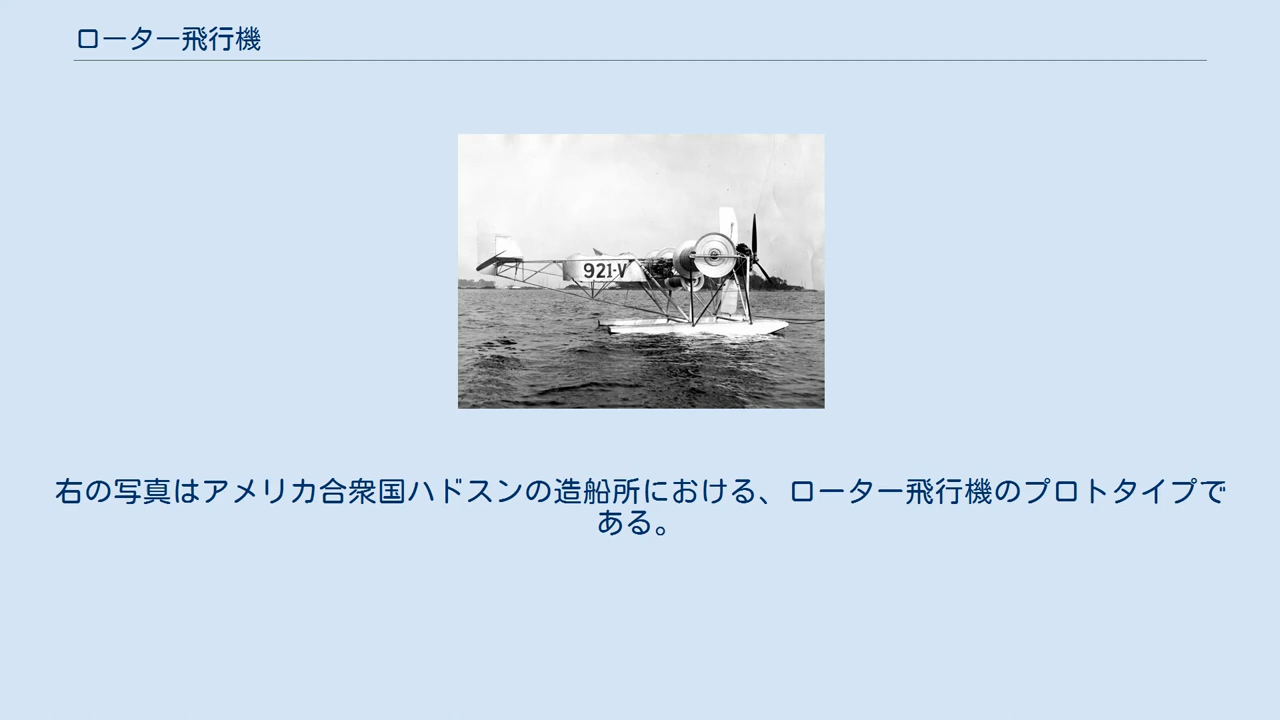 ローター飛行機
921-V
右の写真はアメリカ合衆国ハドスンの造船所における、ローター飛行機のプロトタイプで
ある。